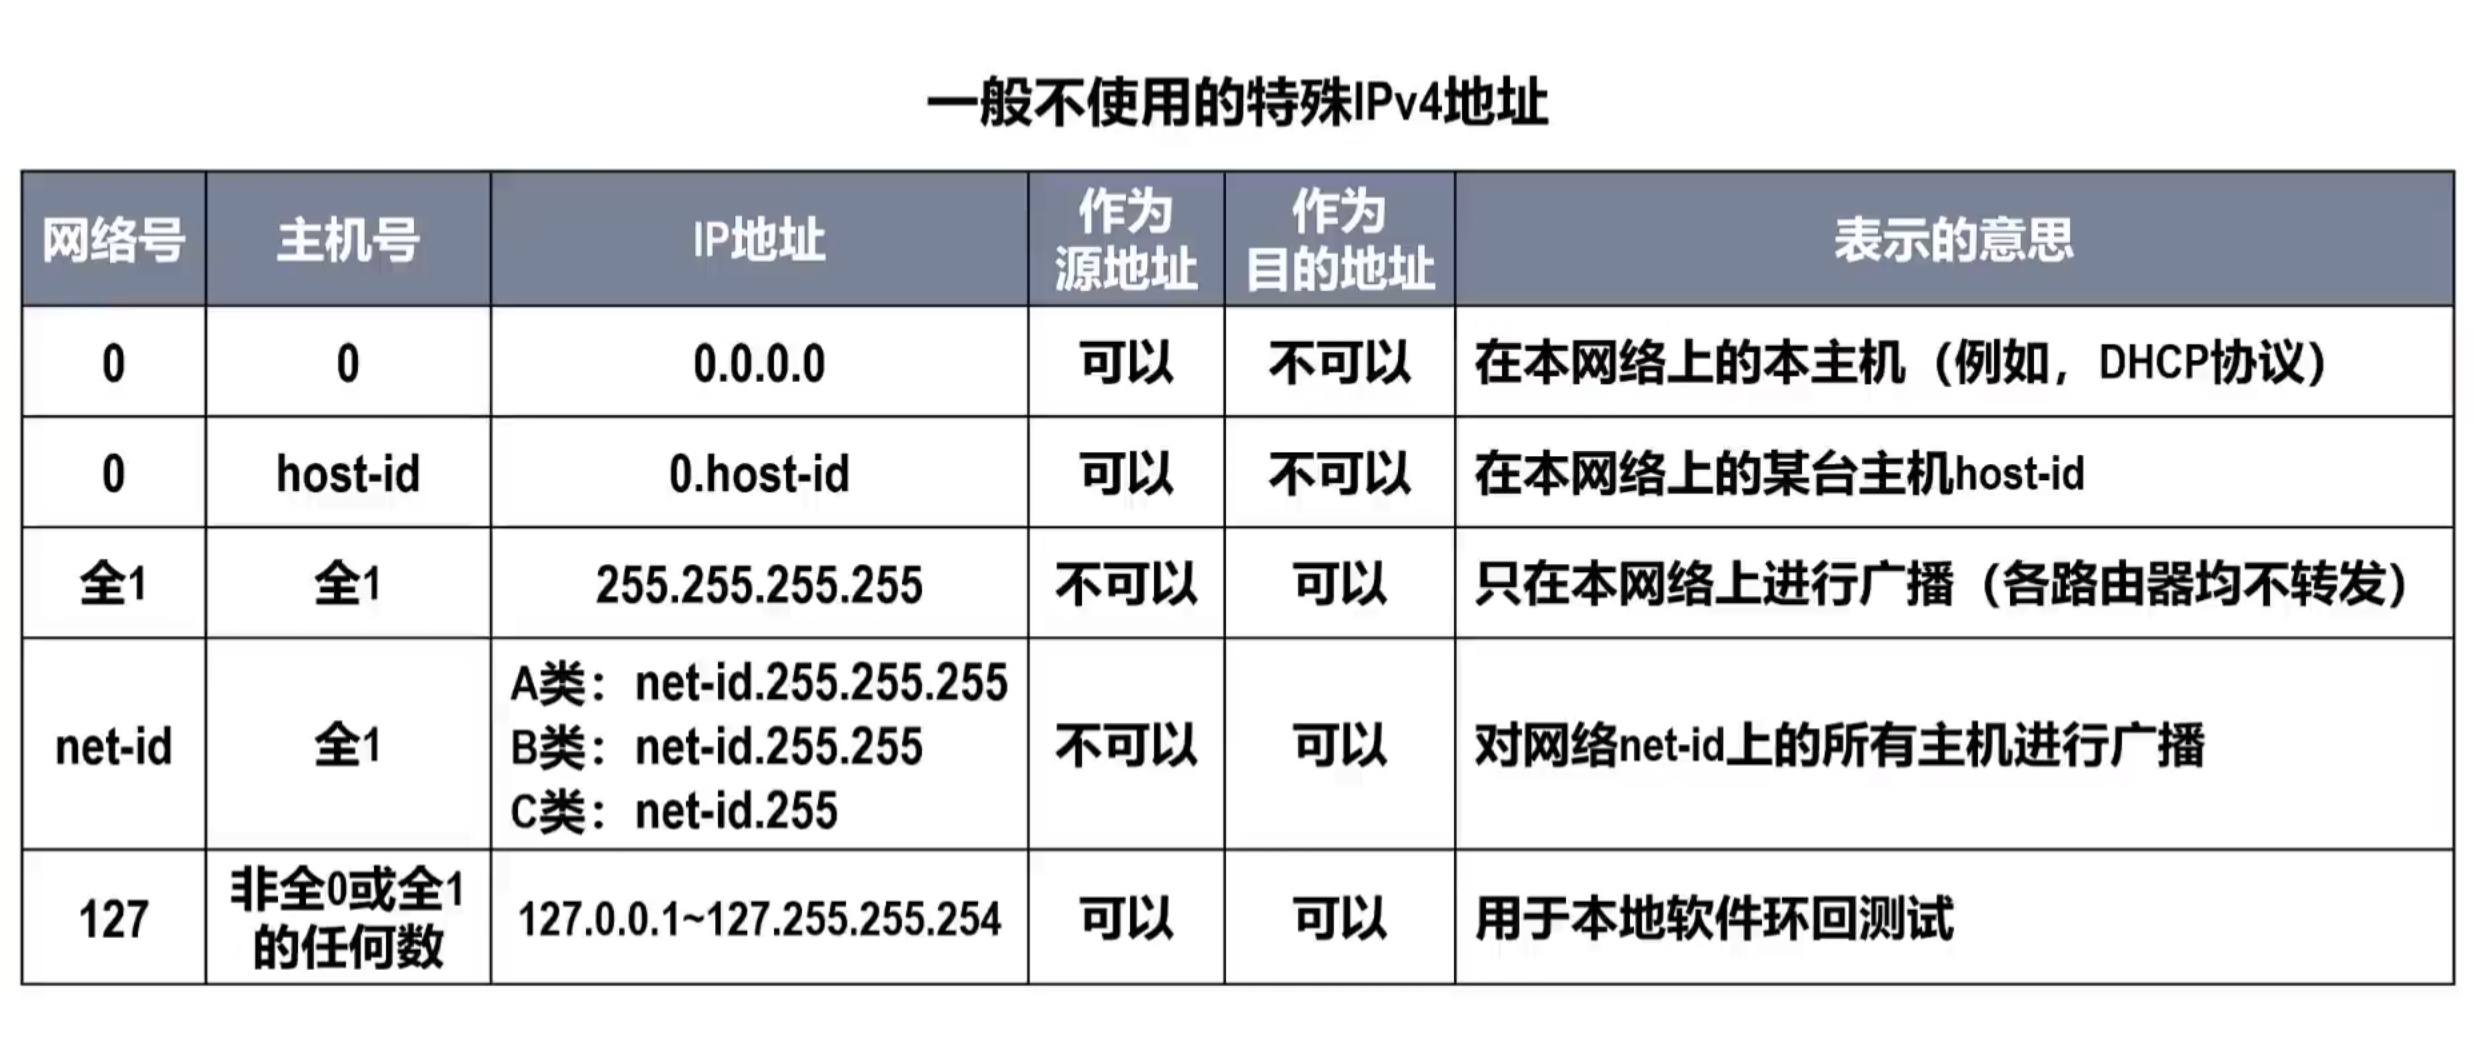 一般不使用的特殊IPv4地址
网络号 主机号 IP地址 作为源地址 作为目的地址 表示的意思
0 0 0.0.0.0 可以 不可以 在本网络上的本主机（例如，DHCP协议）
0 host-id 0.host-id 可以 不可以 在本网络上的某台主机host-id
全1 全1 255.255.255.255 不可以 可以 只在本网络上进行广播（各路由器均不转发）
net-id 全1 A类：net-id.255.255.255
B类：net-id.255.255
C类：net-id.255
不可以 可以 对网络net-id上的所有主机进行广播
127 非全0或全1
的任何数
127.0.0.1~127.255.255.254 可以 可以 用于本地软件环回测试